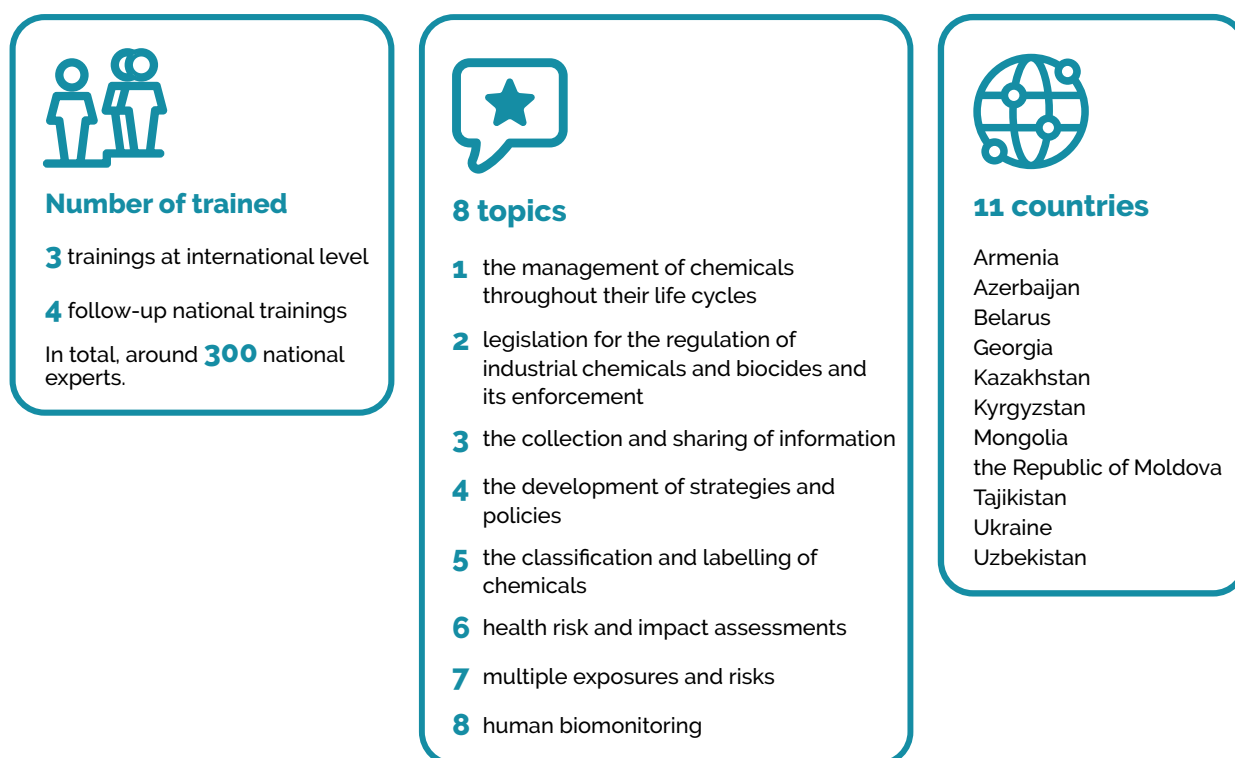 Number of trained
3 trainings at international level
4 follow-up national trainings
In total, around 300 national
experts.
8 topics
1 the management of chemicals
throughout their life cycles
2 legislation for the regulation of
industrial chemicals and biocides and
its enforcement
3 the collection and sharing of information
4 the development of strategies and
policies
5 the classification and labelling of
chemicals
6 health risk and impact assessments
7 multiple exposures and risks
8 human biomonitoring
11 countries
Armenia
Azerbaijan
Belarus
Georgia
Kazakhstan
Kyrgyzstan
Mongolia
the Republic of Moldova
Tajikistan
Ukraine
Uzbekistan